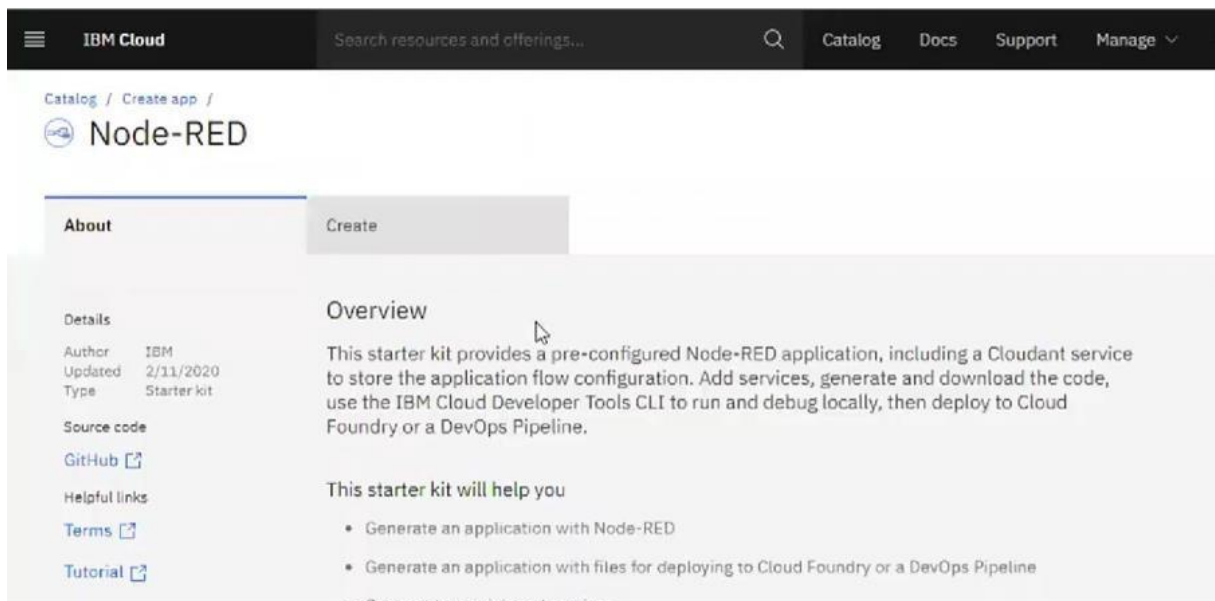 IBM Cloud
Search resources and offerings...
Catalog
Docs
Support
Manage
Catalog / Create app /
Node-RED
About
Create
Details
Author IBM
Updated 2/11/2020
Type Starter kit
Source code
GitHub
Helpful links
Terms
Tutorial
Overview
This starter kit provides a pre-configured Node-RED application, including a Cloudant service
to store the application flow configuration. Add services, generate and download the code,
use the IBM Cloud Developer Tools CLI to run and debug locally, then deploy to Cloud
Foundry or a DevOps Pipeline.
This starter kit will help you
• Generate an application with Node-RED
• Generate an application with files for deploying to Cloud Foundry or a DevOps Pipeline